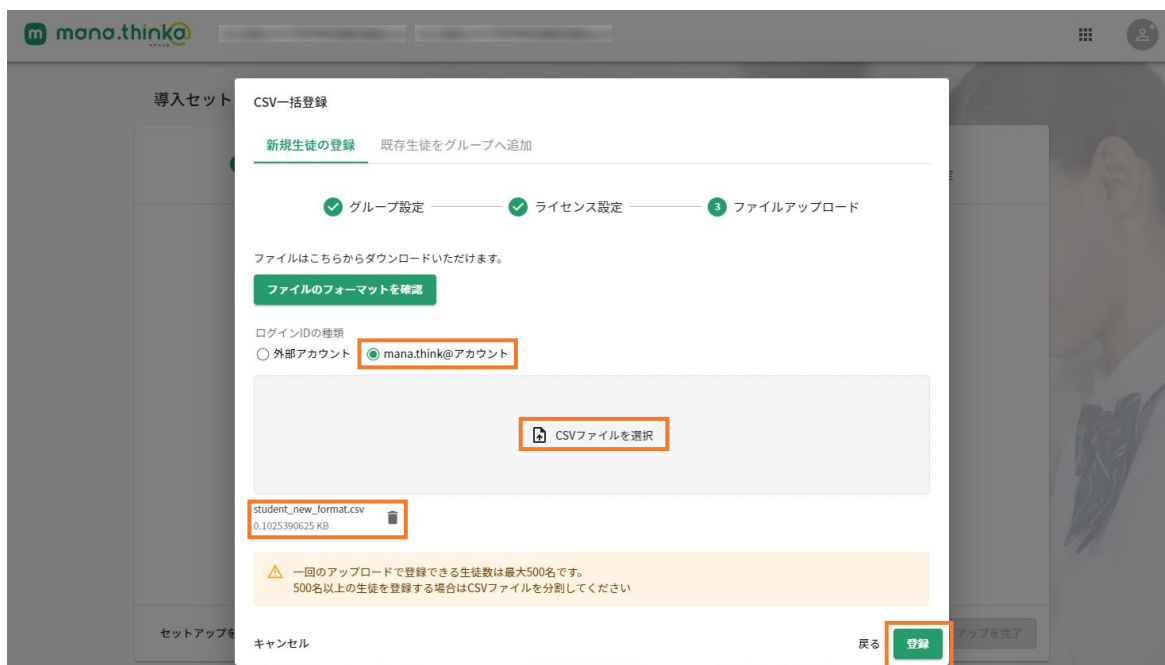 mana.think@
マナシンク
導入セット
CSV一括登録
新規生徒の登録 既存生徒をグループへ追加
グループ設定 ライセンス設定 3 ファイルアップロード
ファイルはこちらからダウンロードいただけます。
ファイルのフォーマットを確認
ログインIDの種類
外部アカウント mana.think@アカウント
CSVファイルを選択
student_new_format.csv
0.1025390625 KB
一回のアップロードで登録できる生徒数は最大500名です。
500名以上の生徒を登録する場合はCSVファイルを分割してください
セットアップを
キャンセル 戻る 登録
アップを完了